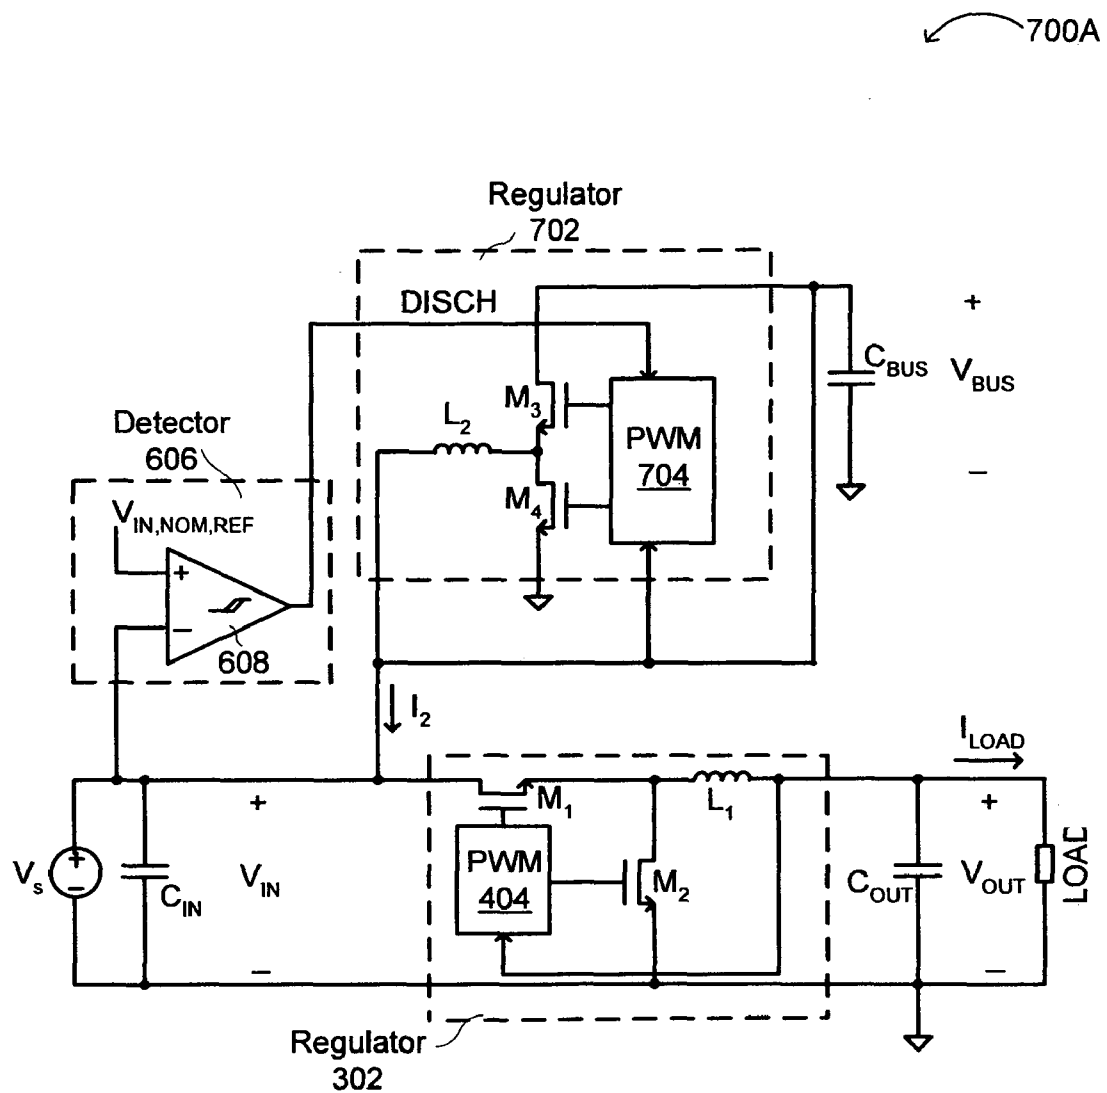 700A
Regulator
702
DISCH
+
C_BUS
V_BUS
−
M_3
L_2
PWM
704
M_4
Detector
606
V_IN,NOM,REF
+
−
608
I_2
I_LOAD
+
M_1
L_1
+
V_s
+
−
C_IN
V_IN
PWM
404
M_2
C_OUT
V_OUT
LOAD
−
−
Regulator
302